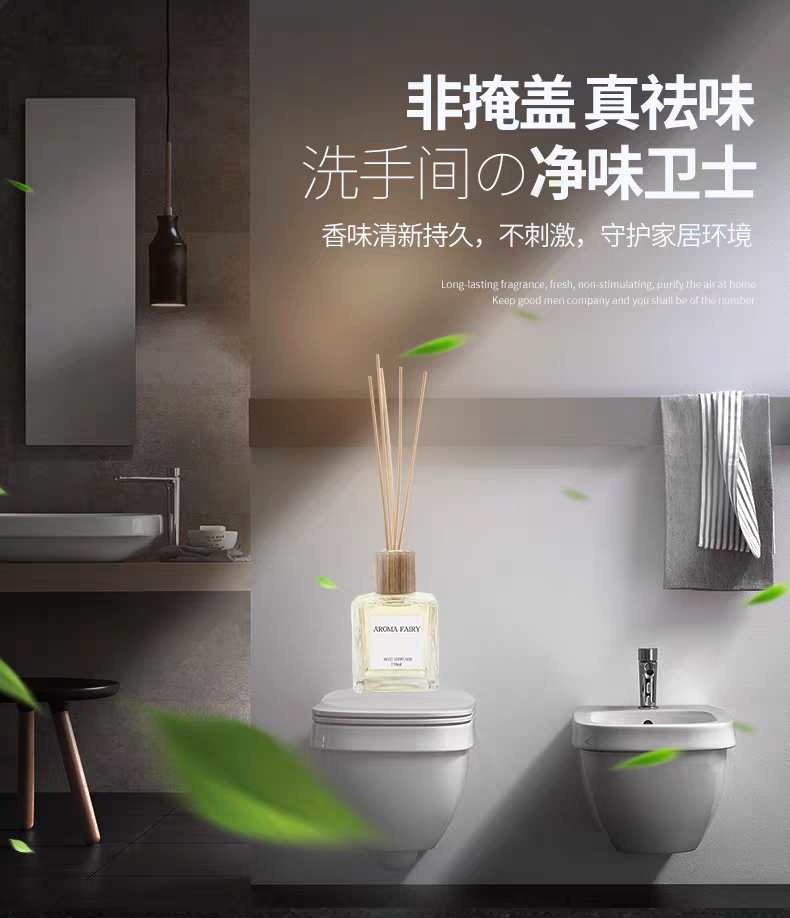 非掩盖 真祛味
洗手间の净味卫士
香味清新持久，不刺激，守护家居环境
Long-lasting fragrance, fresh, non-stimulating, purify the air at home
Keep good men company and you shall be of the number.
AROMA FAIRY